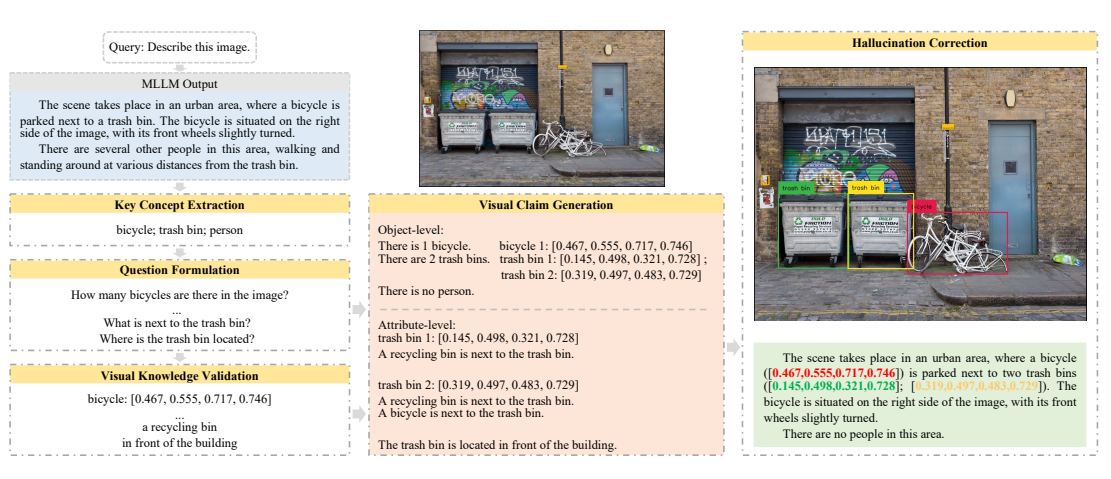 Query: Describe this image.
MLLM Output
The scene takes place in an urban area, where a bicycle is
parked next to a trash bin. The bicycle is situated on the right
side of the image, with its front wheels slightly turned.
There are several other people in this area, walking and
standing around at various distances from the trash bin.
Key Concept Extraction
bicycle; trash bin; person
Question Formulation
How many bicycles are there in the image?
...
What is next to the trash bin?
Where is the trash bin located?
Visual Knowledge Validation
bicycle: [0.467, 0.555, 0.717, 0.746]
...
a recycling bin
in front of the building
Visual Claim Generation
Object-level:
There is 1 bicycle. bicycle 1: [0.467, 0.555, 0.717, 0.746]
There are 2 trash bins. trash bin 1: [0.145, 0.498, 0.321, 0.728] ;
trash bin 2: [0.319, 0.497, 0.483, 0.729]
There is no person.
Attribute-level:
trash bin 1: [0.145, 0.498, 0.321, 0.728]
A recycling bin is next to the trash bin.
trash bin 2: [0.319, 0.497, 0.483, 0.729]
A recycling bin is next to the trash bin.
A bicycle is next to the trash bin.
The trash bin is located in front of the building.
Hallucination Correction
trash bin
trash bin
bicycle
The scene takes place in an urban area, where a bicycle
([0.467,0.555,0.717,0.746]) is parked next to two trash bins
([0.145,0.498,0.321,0.728]; [0.319,0.497,0.483,0.729]). The
bicycle is situated on the right side of the image, with its front
wheels slightly turned.
There are no people in this area.